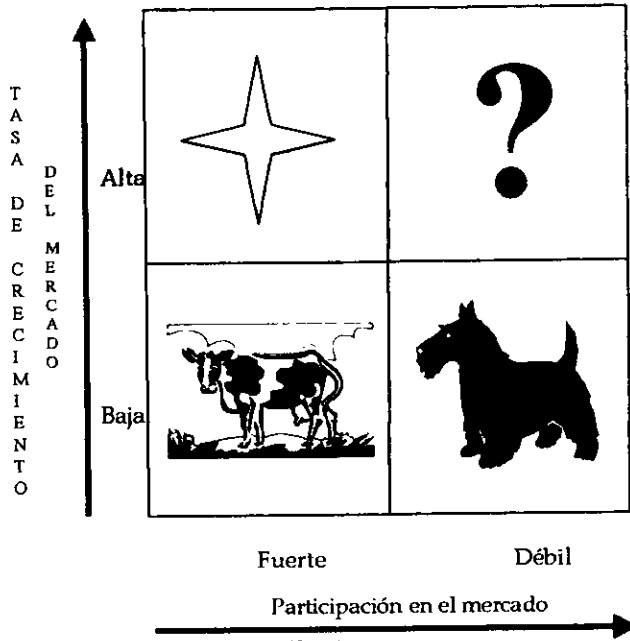 TASA DE CRECIMIENTO
DEL MERCADO
Alta
?
Baja
Fuerte Débil
Participación en el mercado